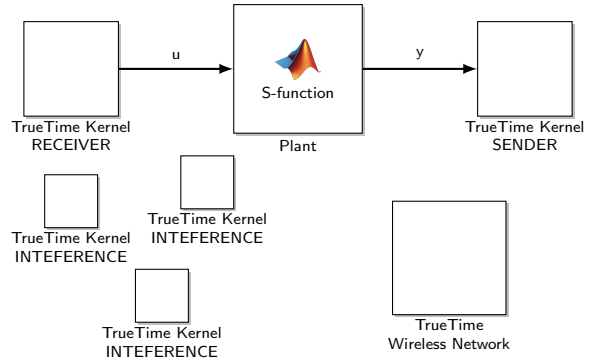 u
y
S-function
TrueTime Kernel
RECEIVER
Plant
TrueTime Kernel
SENDER
TrueTime Kernel
INTEFERENCE
TrueTime Kernel
INTEFERENCE
TrueTime Kernel
INTEFERENCE
TrueTime
Wireless Network